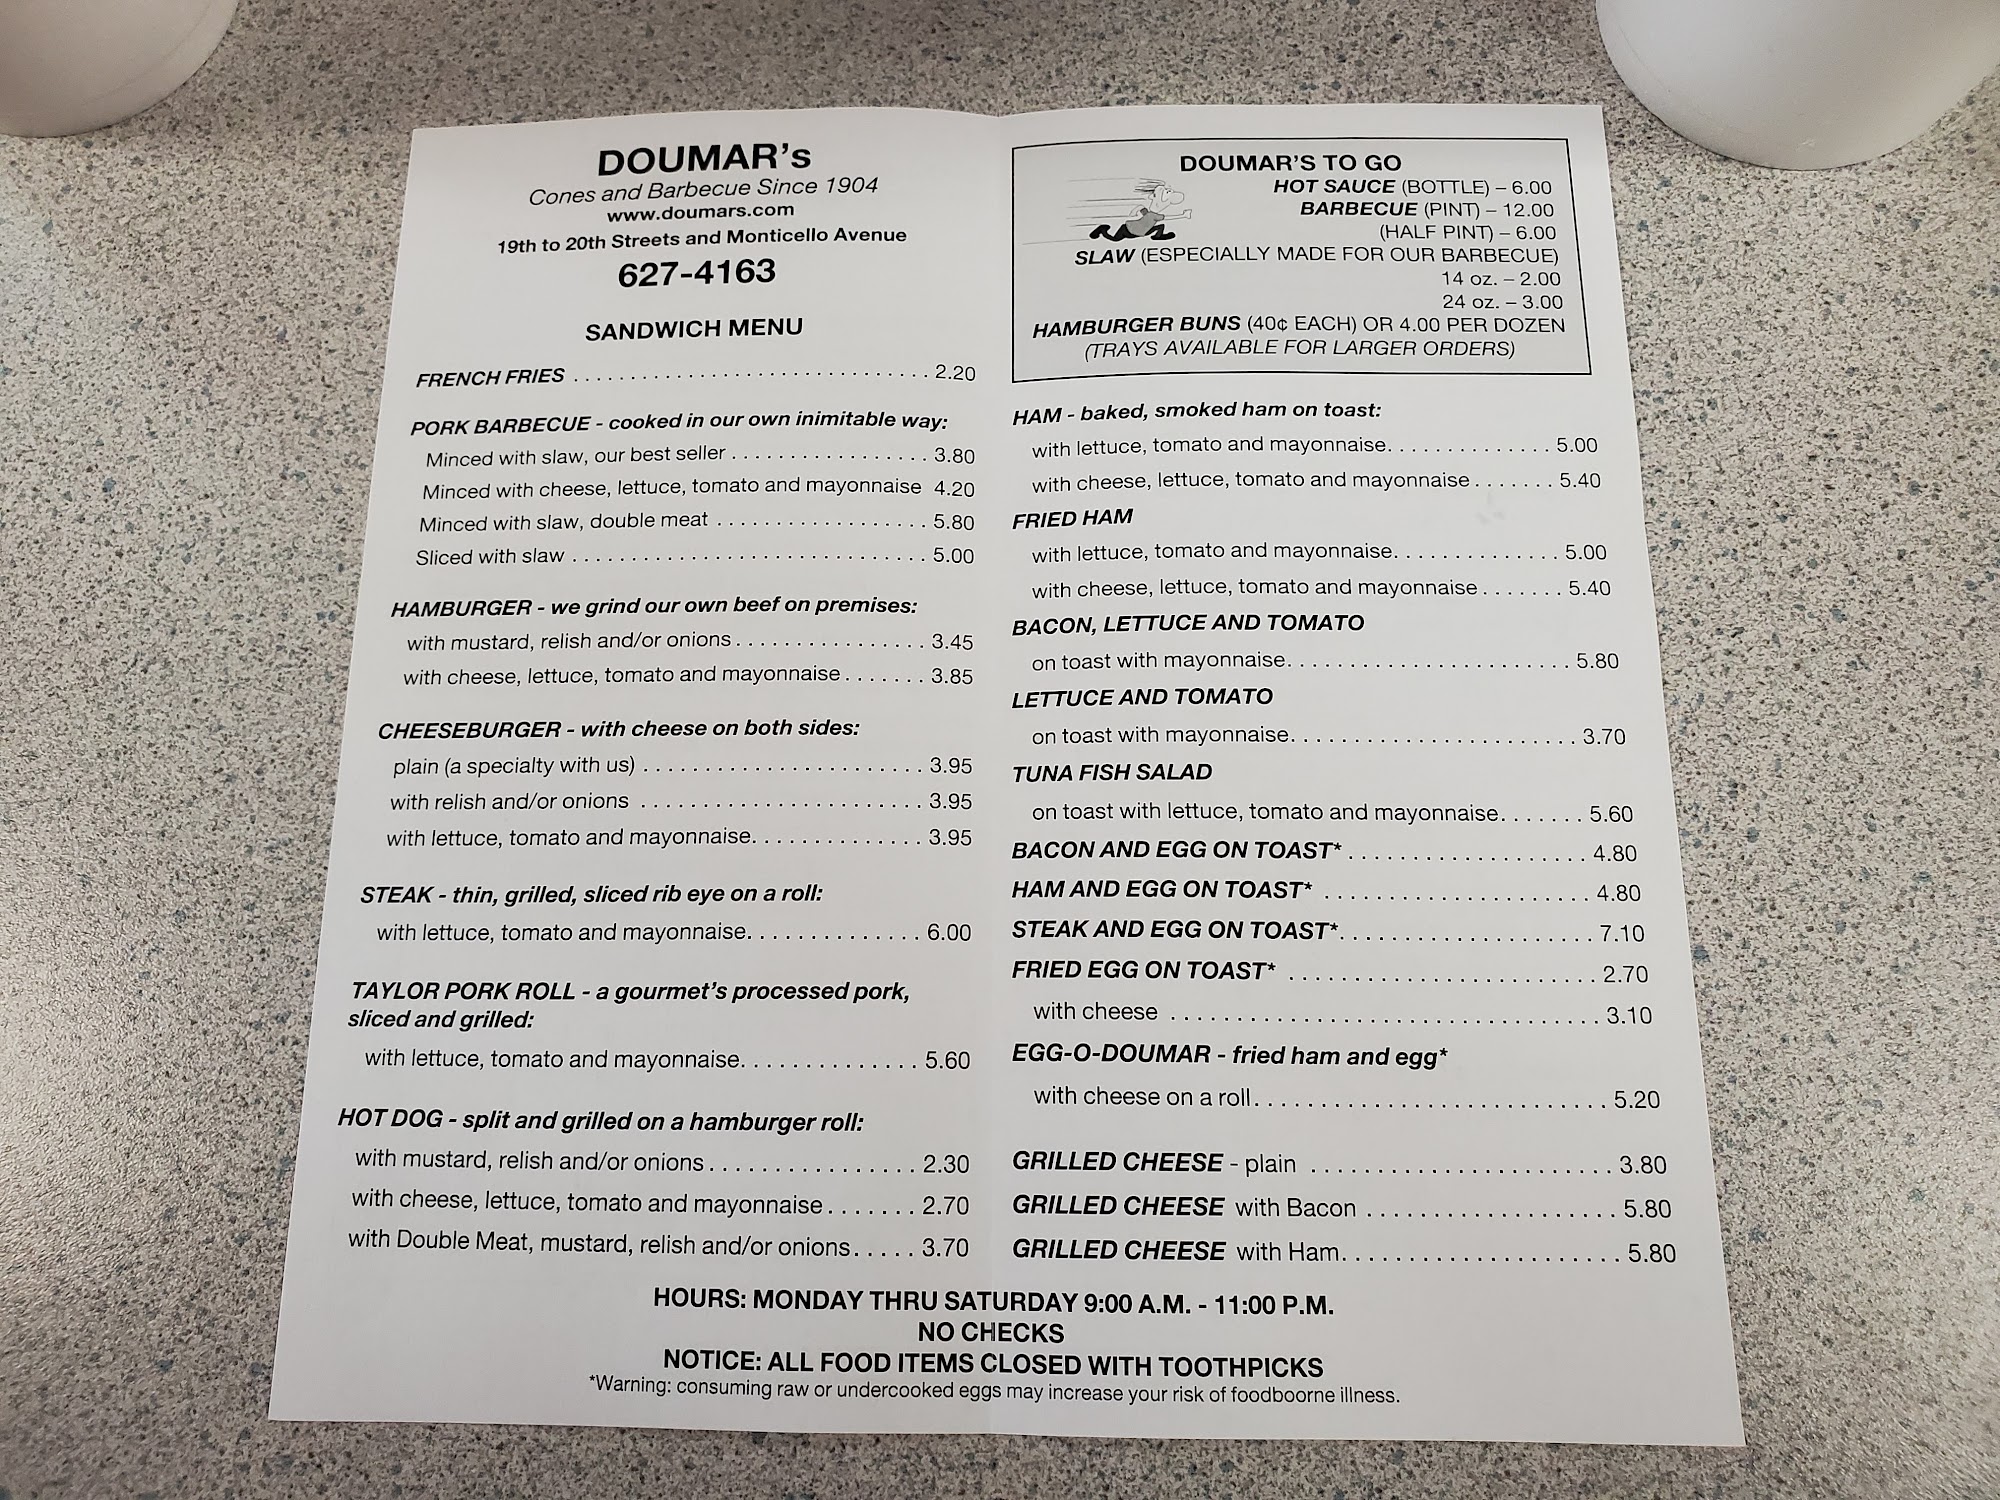 DOUMAR's
Cones and Barbecue Since 1904
www.doumars.com
19th to 20th Streets and Monticello Avenue
627-4163
SANDWICH MENU
FRENCH FRIES . . . . . . . . . . . . . . . . . . . . . . . . . . . . . . . 2.20
PORK BARBECUE - cooked in our own inimitable way:
Minced with slaw, our best seller . . . . . . . . . . . . . . . . . 3.80
Minced with cheese, lettuce, tomato and mayonnaise 4.20
Minced with slaw, double meat . . . . . . . . . . . . . . . . . . . 5.80
Sliced with slaw . . . . . . . . . . . . . . . . . . . . . . . . . . . . . . . 5.00
HAMBURGER - we grind our own beef on premises:
with mustard, relish and/or onions . . . . . . . . . . . . . . . . . 3.45
with cheese, lettuce, tomato and mayonnaise . . . . . . . 3.85
CHEESEBURGER - with cheese on both sides:
plain (a specialty with us) . . . . . . . . . . . . . . . . . . . . . . . . 3.95
with relish and/or onions . . . . . . . . . . . . . . . . . . . . . . . . 3.95
with lettuce, tomato and mayonnaise. . . . . . . . . . . . . . . 3.95
STEAK - thin, grilled, sliced rib eye on a roll:
with lettuce, tomato and mayonnaise. . . . . . . . . . . . . . . 6.00
TAYLOR PORK ROLL - a gourmet's processed pork,
sliced and grilled:
with lettuce, tomato and mayonnaise. . . . . . . . . . . . . . . 5.60
HOT DOG - split and grilled on a hamburger roll:
with mustard, relish and/or onions . . . . . . . . . . . . . . . . . 2.30
with cheese, lettuce, tomato and mayonnaise . . . . . . . 2.70
with Double Meat, mustard, relish and/or onions. . . . . 3.70
DOUMAR'S TO GO
HOT SAUCE (BOTTLE) – 6.00
BARBECUE (PINT) – 12.00
(HALF PINT) – 6.00
SLAW (ESPECIALLY MADE FOR OUR BARBECUE)
14 oz. – 2.00
24 oz. – 3.00
HAMBURGER BUNS (40¢ EACH) OR 4.00 PER DOZEN
(TRAYS AVAILABLE FOR LARGER ORDERS)
HAM - baked, smoked ham on toast:
with lettuce, tomato and mayonnaise. . . . . . . . . . . . . . . 5.00
with cheese, lettuce, tomato and mayonnaise . . . . . . . 5.40
FRIED HAM
with lettuce, tomato and mayonnaise. . . . . . . . . . . . . . . 5.00
with cheese, lettuce, tomato and mayonnaise . . . . . . . 5.40
BACON, LETTUCE AND TOMATO
on toast with mayonnaise. . . . . . . . . . . . . . . . . . . . . . . . . 5.80
LETTUCE AND TOMATO
on toast with mayonnaise. . . . . . . . . . . . . . . . . . . . . . . . . 3.70
TUNA FISH SALAD
on toast with lettuce, tomato and mayonnaise. . . . . . . 5.60
BACON AND EGG ON TOAST* . . . . . . . . . . . . . . . . . . . . . 4.80
HAM AND EGG ON TOAST* . . . . . . . . . . . . . . . . . . . . . . . 4.80
STEAK AND EGG ON TOAST*. . . . . . . . . . . . . . . . . . . . . . 7.10
FRIED EGG ON TOAST* . . . . . . . . . . . . . . . . . . . . . . . . . . 2.70
with cheese . . . . . . . . . . . . . . . . . . . . . . . . . . . . . . . . . . . 3.10
EGG-O-DOUMAR - fried ham and egg*
with cheese on a roll. . . . . . . . . . . . . . . . . . . . . . . . . . . . . 5.20
GRILLED CHEESE - plain . . . . . . . . . . . . . . . . . . . . . . . . 3.80
GRILLED CHEESE with Bacon . . . . . . . . . . . . . . . . . . . . 5.80
GRILLED CHEESE with Ham. . . . . . . . . . . . . . . . . . . . . . . 5.80
HOURS: MONDAY THRU SATURDAY 9:00 A.M. - 11:00 P.M.
NO CHECKS
NOTICE: ALL FOOD ITEMS CLOSED WITH TOOTHPICKS
*Warning: consuming raw or undercooked eggs may increase your risk of foodboorne illness.